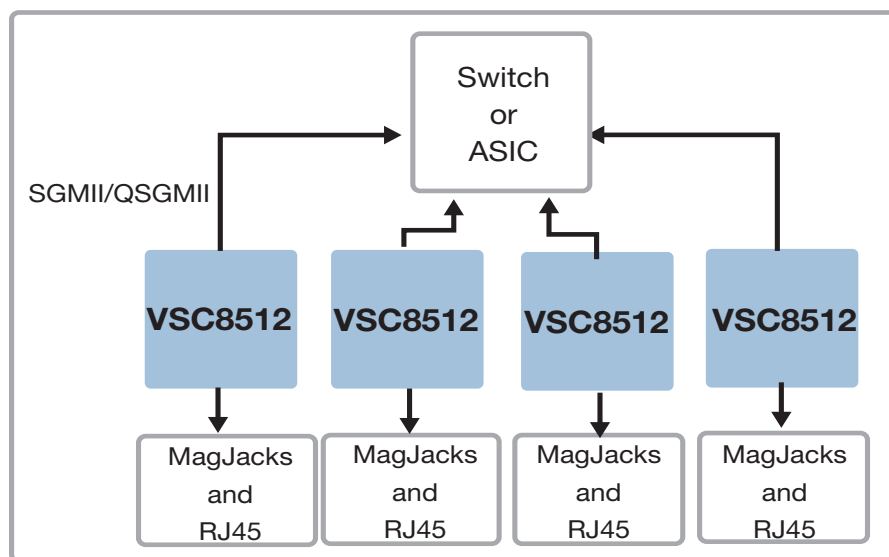 Switch
or
ASIC
SGMII/QSGMII
VSC8512
VSC8512
VSC8512
VSC8512
MagJacks
and
RJ45
MagJacks
and
RJ45
MagJacks
and
RJ45
MagJacks
and
RJ45